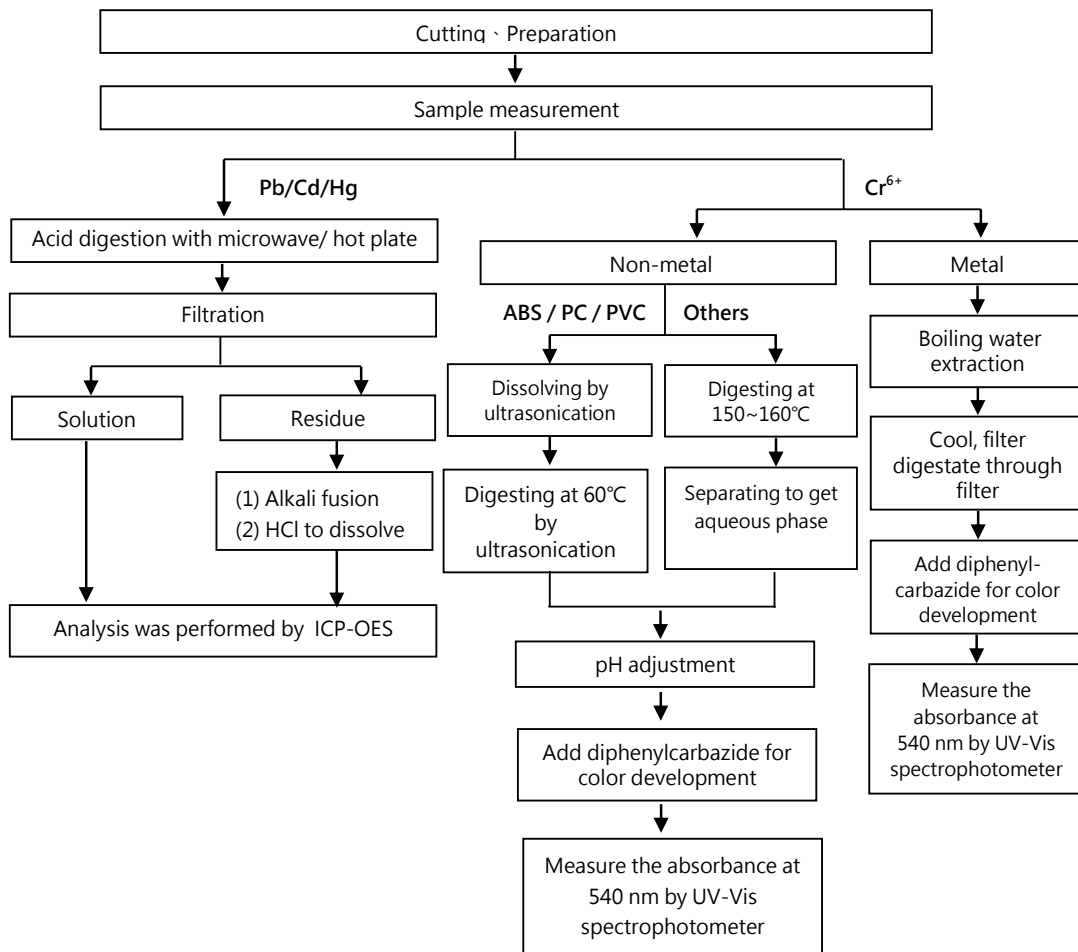 Cutting、Preparation
Sample measurement
Pb/Cd/Hg
Cr⁶⁺
Acid digestion with microwave/ hot plate
Filtration
Solution
Residue
(1) Alkali fusion
(2) HCl to dissolve
Analysis was performed by ICP-OES
Non-metal
ABS / PC / PVC
Others
Dissolving by
ultrasonication
Digesting at 60℃
by
ultrasonication
Digesting at
150~160℃
Separating to get
aqueous phase
pH adjustment
Add diphenylcarbazide for
color development
Measure the absorbance at
540 nm by UV-Vis
spectrophotometer
Metal
Boiling water
extraction
Cool, filter
digestate through
filter
Add diphenyl-
carbazide for color
development
Measure the
absorbance at
540 nm by UV-Vis
spectrophotometer